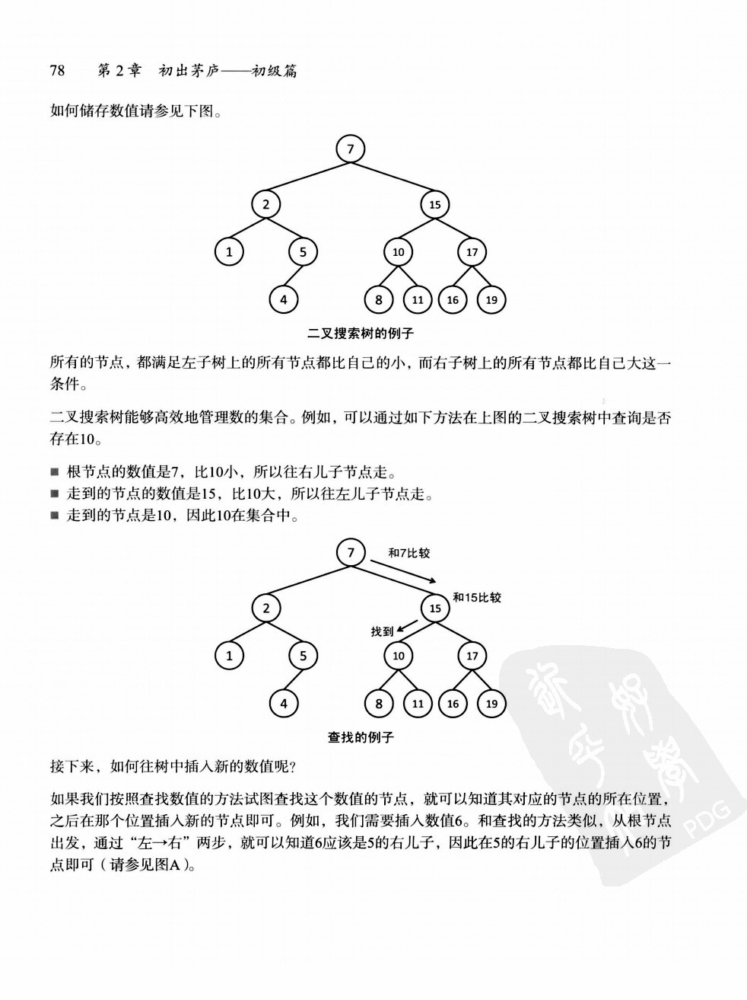 78 第2章 初出茅庐——初级篇
如何储存数值请参见下图。
7
2 15
1 5 10 17
4 8 11 16 19
二叉搜索树的例子
所有的节点，都满足左子树上的所有节点都比自己的小，而右子树上的所有节点都比自己大这一
条件。
二叉搜索树能够高效地管理数的集合。例如，可以通过如下方法在上图的二叉搜索树中查询是否
存在10。
■ 根节点的数值是7，比10小，所以往右儿子节点走。
■ 走到的节点的数值是15，比10大，所以往左儿子节点走。
■ 走到的节点是10，因此10在集合中。
7 和7比较
2 15 和15比较
找到
1 5 10 17
4 8 11 16 19
查找的例子
接下来，如何往树中插入新的数值呢？
如果我们按照查找数值的方法试图查找这个数值的节点，就可以知道其对应的节点的所在位置，
之后在那个位置插入新的节点即可。例如，我们需要插入数值6。和查找的方法类似，从根节点
出发，通过“左→右”两步，就可以知道6应该是5的右儿子，因此在5的右儿子的位置插入6的节
点即可（请参见图A）。
PDG